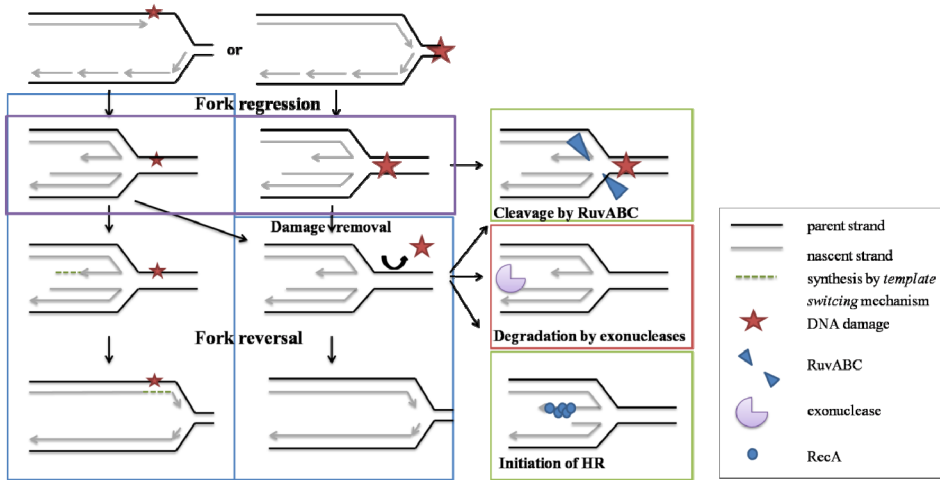 or
Fork regression
Cleavage by RuvABC
Damage removal
Degradation by exonucleases
Fork reversal
Initiation of HR
parent strand
nascent strand
synthesis by template
switcing mechanism
DNA damage
RuvABC
exonuclease
RecA